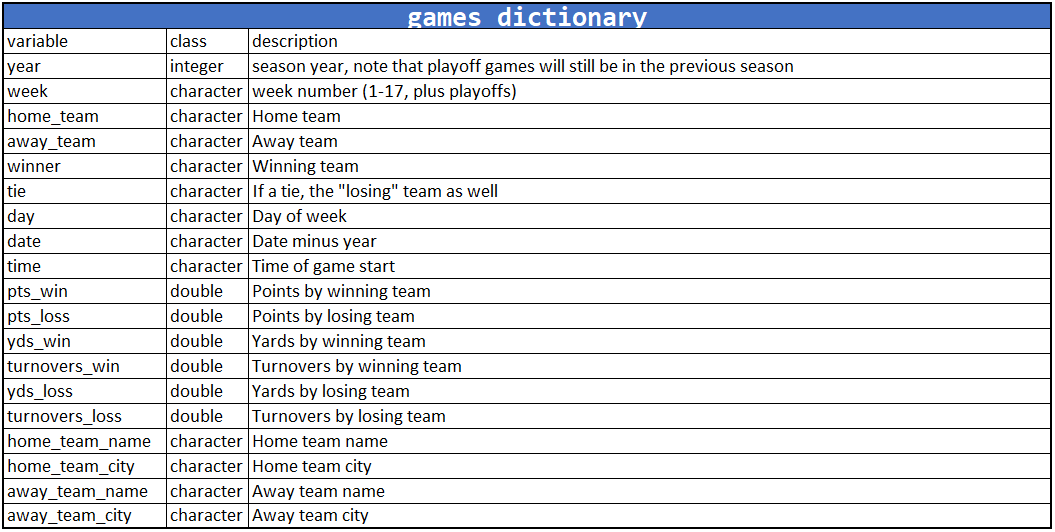 games dictionary
variable class description
year integer season year, note that playoff games will still be in the previous season
week character week number (1-17, plus playoffs)
home_team character Home team
away_team character Away team
winner character Winning team
tie character If a tie, the "losing" team as well
day character Day of week
date character Date minus year
time character Time of game start
pts_win double Points by winning team
pts_loss double Points by losing team
yds_win double Yards by winning team
turnovers_win double Turnovers by winning team
yds_loss double Yards by losing team
turnovers_loss double Turnovers by losing team
home_team_name character Home team name
home_team_city character Home team city
away_team_name character Away team name
away_team_city character Away team city